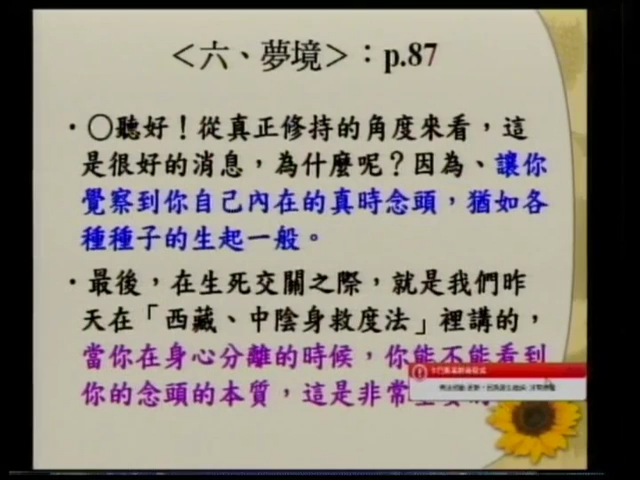 ＜六、夢境＞：p.87
•〇聽好！從真正修持的角度來看，這
是很好的消息，為什麼呢？因為、讓你
覺察到你自己內在的真時念頭，猶如各
種種子的生起一般。
•最後，在生死交關之際，就是我們昨
天在「西藏、中陰身救度法」裡講的，
當你在身心分離的時候，你能不能看到
你的念頭的本質，這是非常